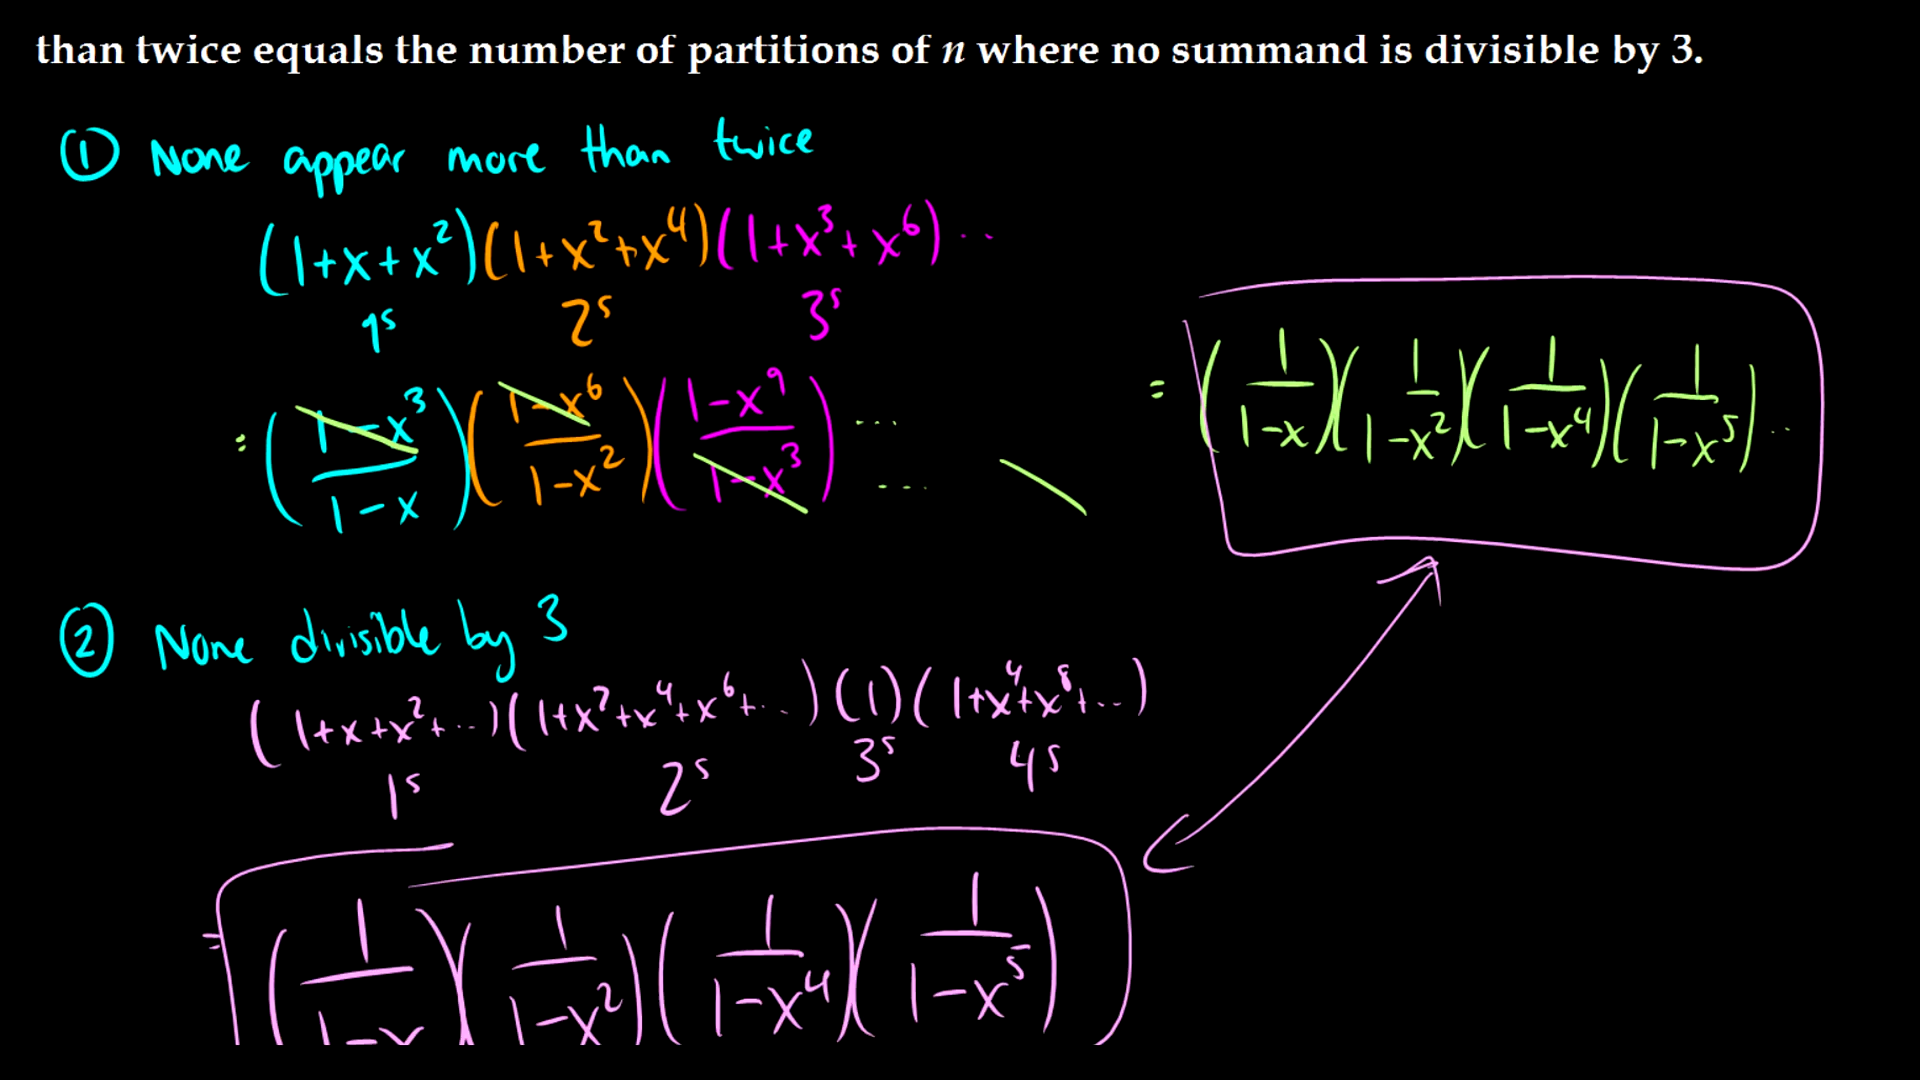 than twice equals the number of partitions of n where no summand is divisible by 3.
① None appear more than twice
(1+x+x²)(1+x²+x⁴)(1+x³+x⁶)..
1s 2s 3s
= ((1-x³)/(1-x))((1-x⁶)/(1-x²))((1-x⁹)/(1-x³)) ...
= (1/(1-x))(1/(1-x²))(1/(1-x⁴))(1/(1-x⁵))..
② None divisible by 3
(1+x+x²+...)(1+x²+x⁴+x⁶+...)(1)(1+x⁴+x⁸+...)
1s 2s 3s 4s
= (1/(1-x))(1/(1-x²))(1/(1-x⁴))(1/(1-x⁵))